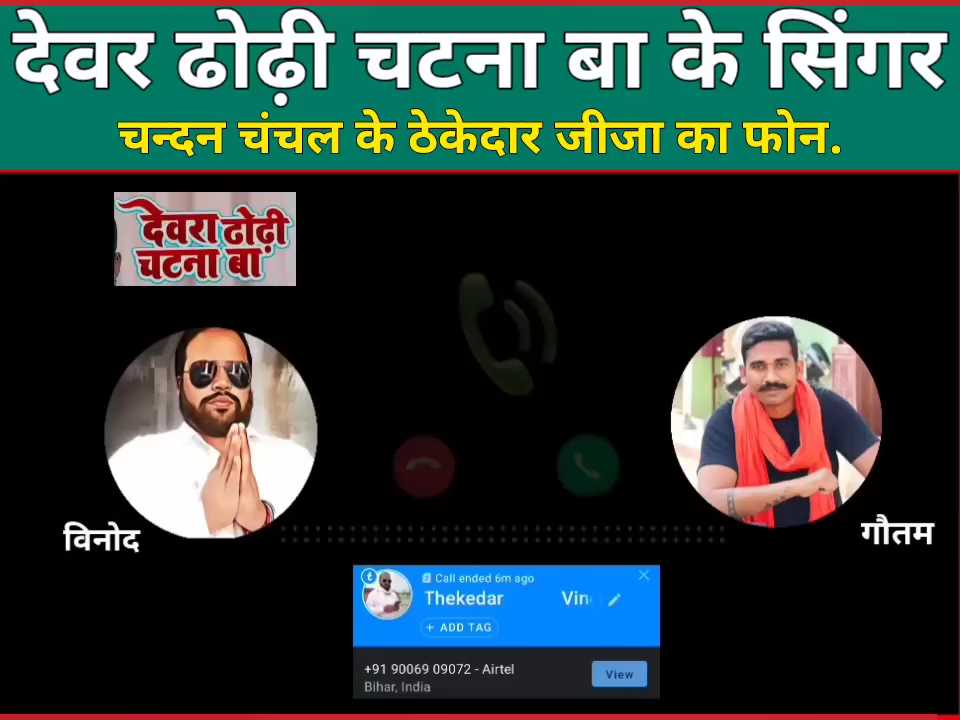 देवर ढोढ़ी चटना बा के सिंगर
चन्दन चंचल के ठेकेदार जीजा का फोन.
देवरा ढोढ़ी
चटना बा
विनोद
गौतम
Call ended 6m ago
Thekedar Vin
+ ADD TAG
+91 90069 09072 - Airtel
Bihar, India
View